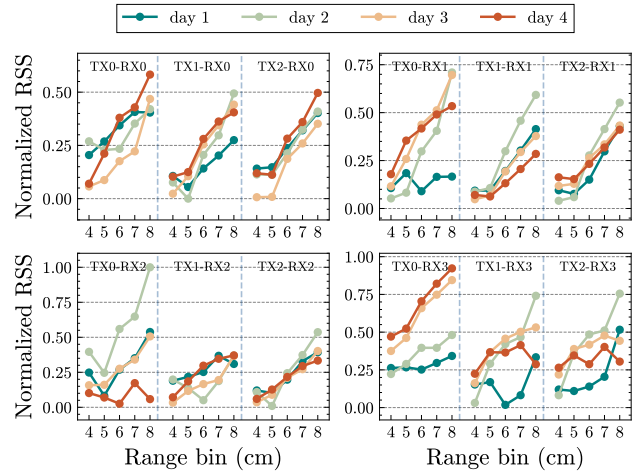 day 1 day 2 day 3 day 4
Normalized RSS
TX0-RX0 TX1-RX0 TX2-RX0
0.50
0.25
0.00
4 5 6 7 8 4 5 6 7 8 4 5 6 7 8
Normalized RSS
TX0-RX1 TX1-RX1 TX2-RX1
0.75
0.50
0.25
0.00
4 5 6 7 8 4 5 6 7 8 4 5 6 7 8
Normalized RSS
TX0-RX2 TX1-RX2 TX2-RX2
1.00
0.75
0.50
0.25
0.00
4 5 6 7 8 4 5 6 7 8 4 5 6 7 8
Range bin (cm)
Normalized RSS
TX0-RX3 TX1-RX3 TX2-RX3
1.00
0.75
0.50
0.25
0.00
4 5 6 7 8 4 5 6 7 8 4 5 6 7 8
Range bin (cm)